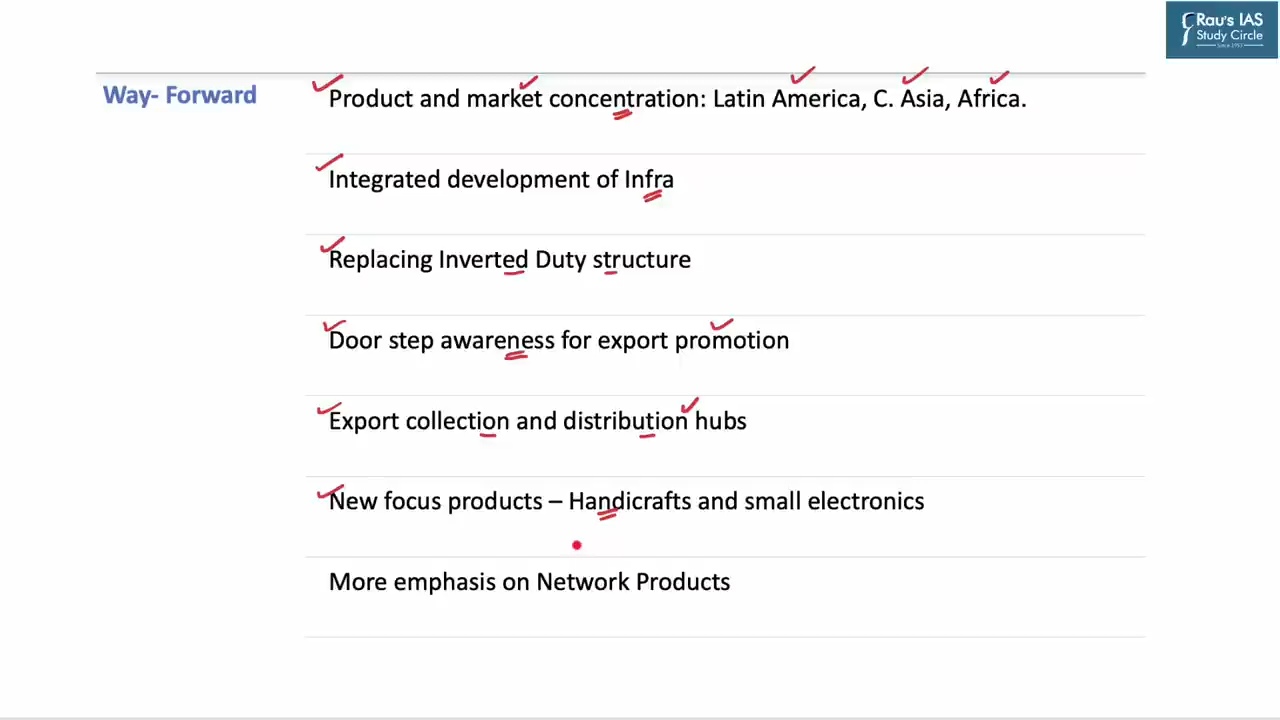 Rau's IAS
Study Circle
Since 1953
Way- Forward
Product and market concentration: Latin America, C. Asia, Africa.
Integrated development of Infra
Replacing Inverted Duty structure
Door step awareness for export promotion
Export collection and distribution hubs
New focus products – Handicrafts and small electronics
More emphasis on Network Products